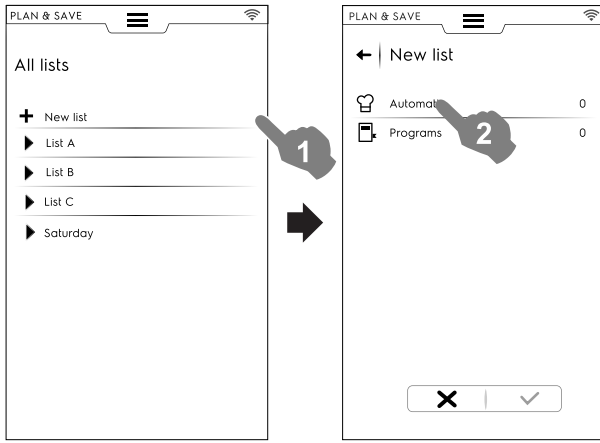 PLAN & SAVE
All lists
New list
List A
List B
List C
Saturday
1
PLAN & SAVE
New list
0
Programs 0
2